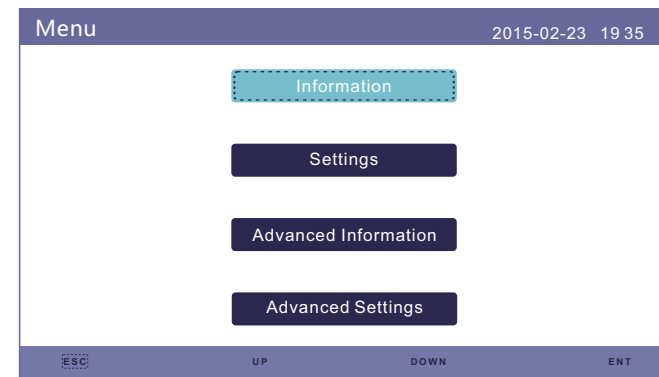 Menu 2015-02-23 19 35
Information
Settings
Advanced Information
Advanced Settings
ESC UP DOWN ENT